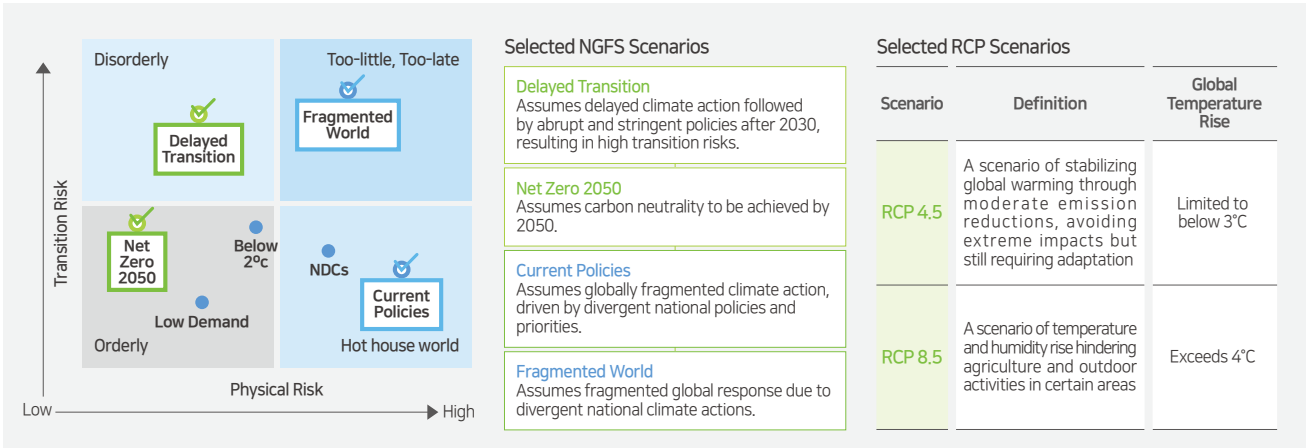 Disorderly
Too-little, Too-late
Delayed
Transition
Fragmented
World
Net
Zero
2050
Below
2ºc
Low Demand
NDCs
Current
Policies
Orderly
Hot house world
Transition Risk
Physical Risk
Low
High
Selected NGFS Scenarios
Delayed Transition
Assumes delayed climate action followed
by abrupt and stringent policies after 2030,
resulting in high transition risks.
Net Zero 2050
Assumes carbon neutrality to be achieved by
2050.
Current Policies
Assumes globally fragmented climate action,
driven by divergent national policies and
priorities.
Fragmented World
Assumes fragmented global response due to
divergent national climate actions.
Selected RCP Scenarios
Scenario
Definition
Global
Temperature
Rise
RCP 4.5
A scenario of stabilizing
global warming through
moderate emission
reductions, avoiding
extreme impacts but
still requiring adaptation
Limited to
below 3˚C
RCP 8.5
A scenario of temperature
and humidity rise hindering
agriculture and outdoor
activities in certain areas
Exceeds 4˚C